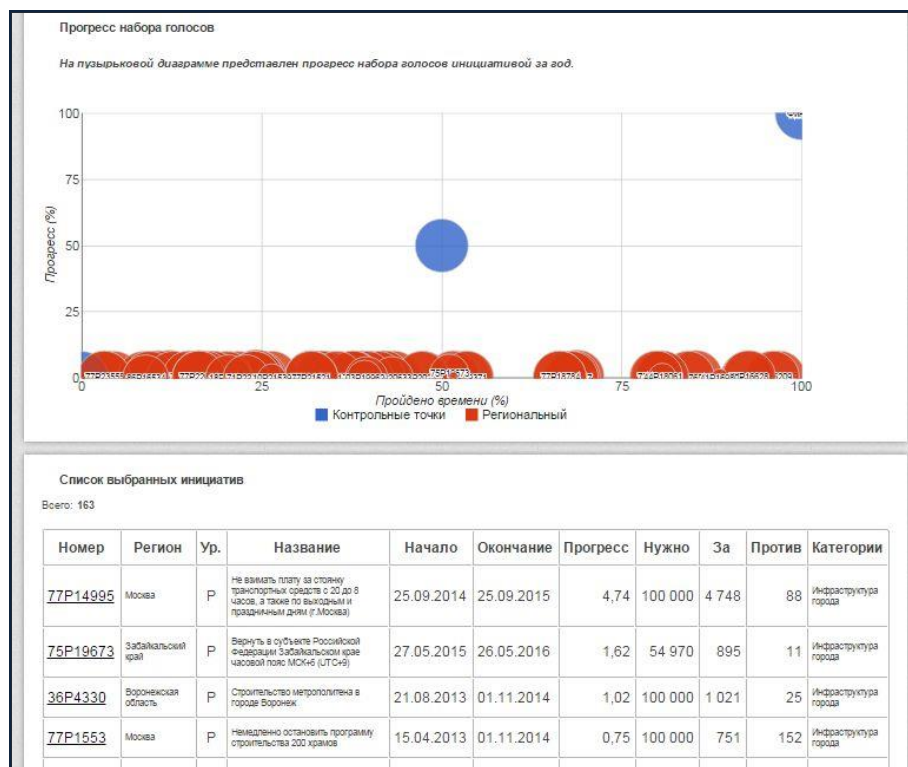 Прогресс набора голосов
На пузырьковой диаграмме представлен прогресс набора голосов инициативой за год.
100
75
50
25
0
Прогресс (%)
75P19673
77P18784
0 25 50 75 100
Пройдено времени (%)
Контрольные точки Региональный
Список выбранных инициатив
Всего: 163
Номер Регион Ур. Название Начало Окончание Прогресс Нужно За Против Категории
77Р14995 Москва Р Не взимать плату за стоянку транспортных средств с 20 до 8 часов, а также по выходным и праздничным дням (г.Москва) 25.09.2014 25.09.2015 4,74 100 000 4 748 88 Инфраструктура города
75Р19673 Забайкальский край Р Вернуть в субъекте Российской Федерации Забайкальском крае часовой пояс МСК+6 (UTC+9) 27.05.2015 26.05.2016 1,62 54 970 895 11 Инфраструктура города
36Р4330 Воронежская область Р Строительство метрополитена в городе Воронеж 21.08.2013 01.11.2014 1,02 100 000 1 021 25 Инфраструктура города
77Р1553 Москва Р Немедленно остановить программу строительства 200 храмов 15.04.2013 01.11.2014 0,75 100 000 751 152 Инфраструктура города